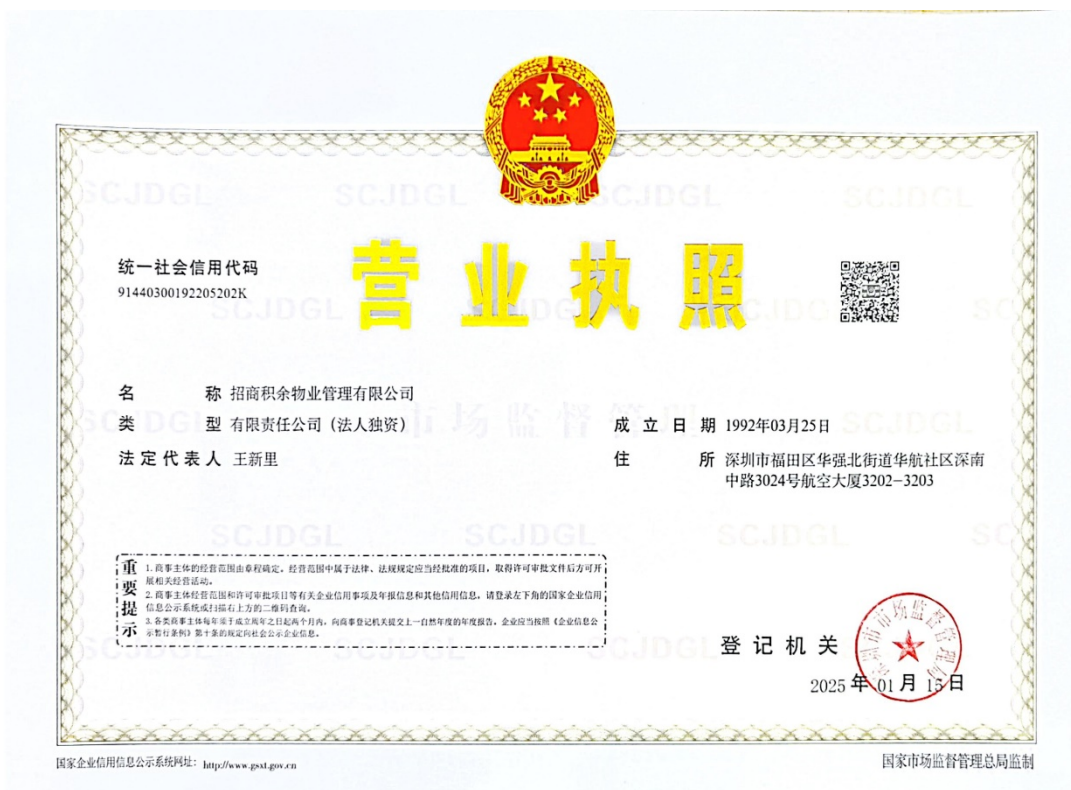 营业执照
统一社会信用代码
91440300192205202K
名 称 招商积余物业管理有限公司
类 型 有限责任公司（法人独资）
法定代表人 王新里
成立日期 1992年03月25日
住 所 深圳市福田区华强北街道华航社区深南
中路3024号航空大厦3202-3203
重要提示
1.商事主体的经营范围由章程确定。经营范围中属于法律、法规规定应当经批准的项目，取得许可审批文件后方可开
展相关经营活动。
2.商事主体经营范围和许可审批项目等有关企业信用事项及年报信息和其他信用信息，请登录左下角的国家企业信用
信息公示系统或扫描右上方的二维码查询。
3.各类商事主体每年须于成立周年之日起两个月内，向商事登记机关提交上一自然年度的年度报告。企业应当按照《企业信息公
示暂行条例》第十条的规定向社会公示企业信息。
登记机关
深圳市市场监督管理局
2025年01月15日
国家企业信用信息公示系统网址：http://www.gsxt.gov.cn
国家市场监督管理总局监制
SCJDGL
市场监督管理